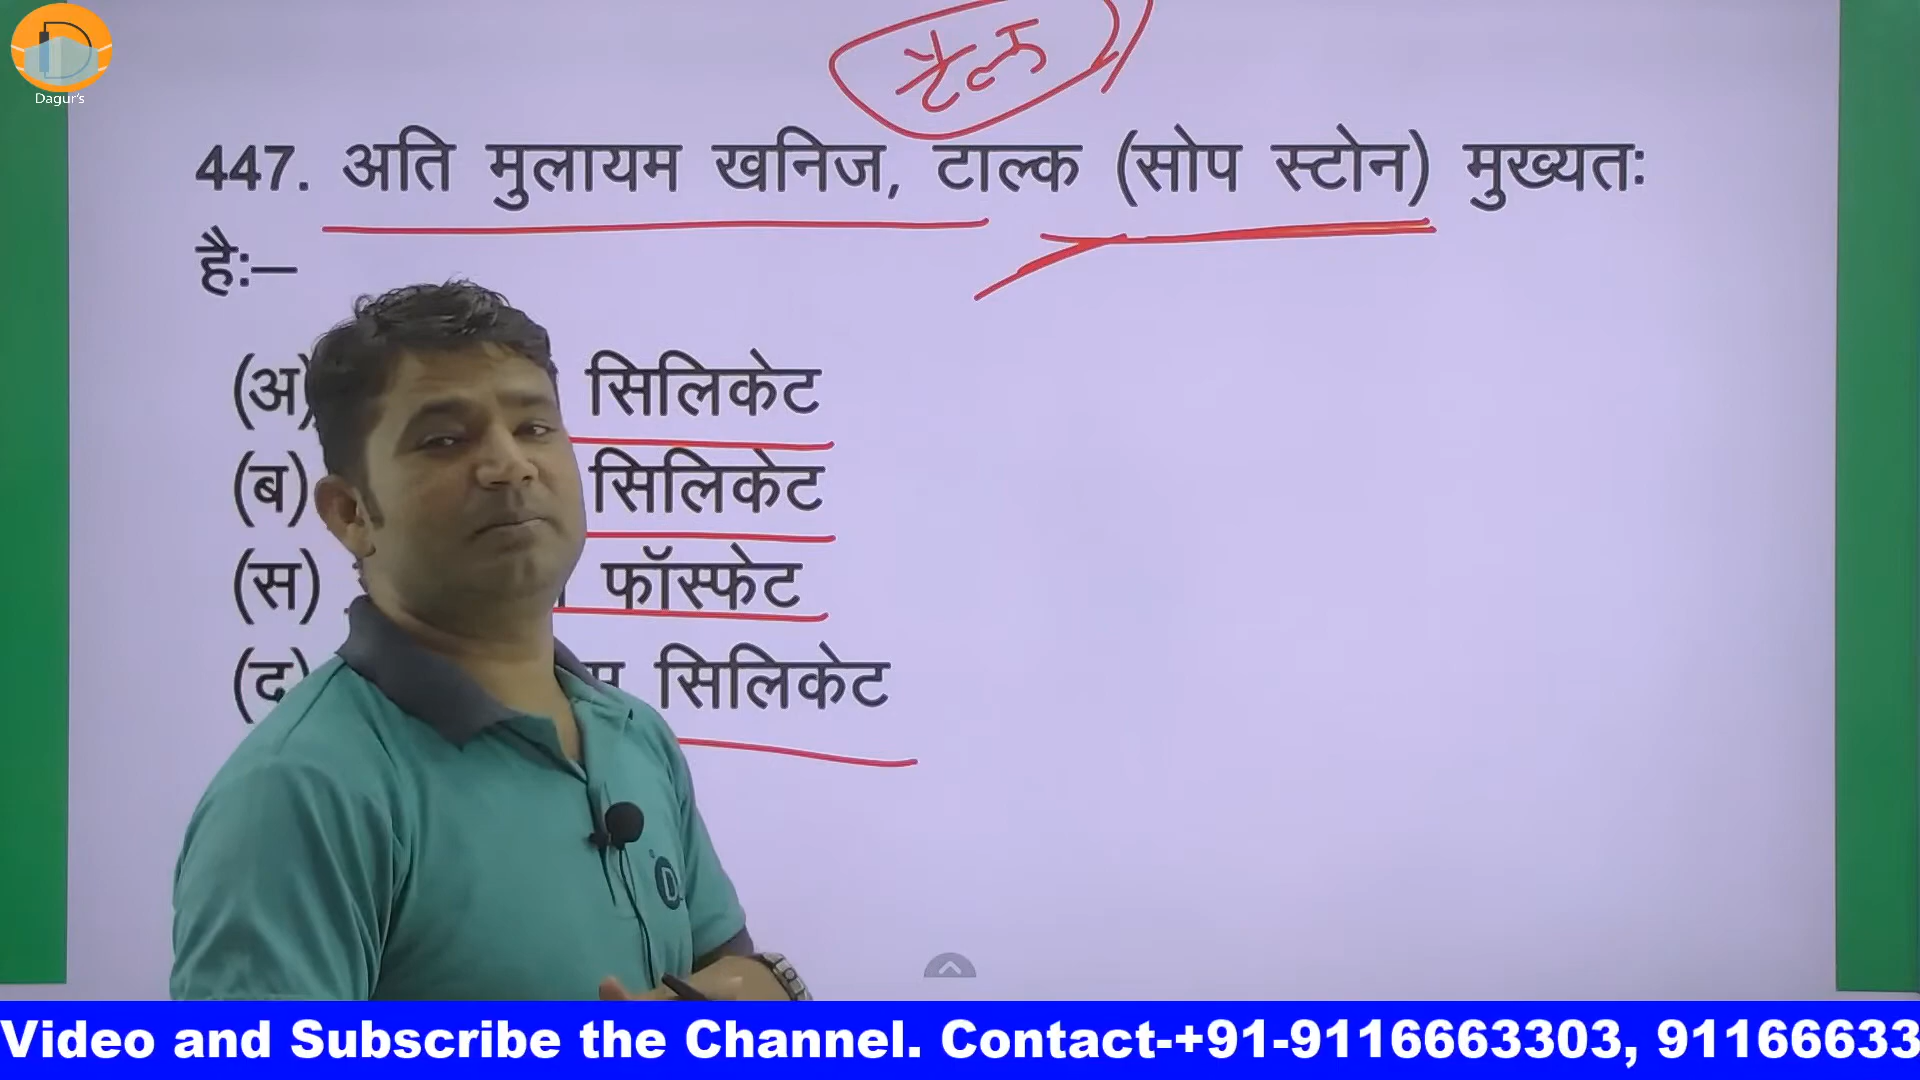 Dagur's
टैल्क
447. अति मुलायम खनिज, टाल्क (सोप स्टोन) मुख्यतः
हैः–
(अ) सिलिकेट
(ब) सिलिकेट
(स) फॉस्फेट
(द) सिलिकेट
D
Video and Subscribe the Channel. Contact-+91-9116663303, 91166633